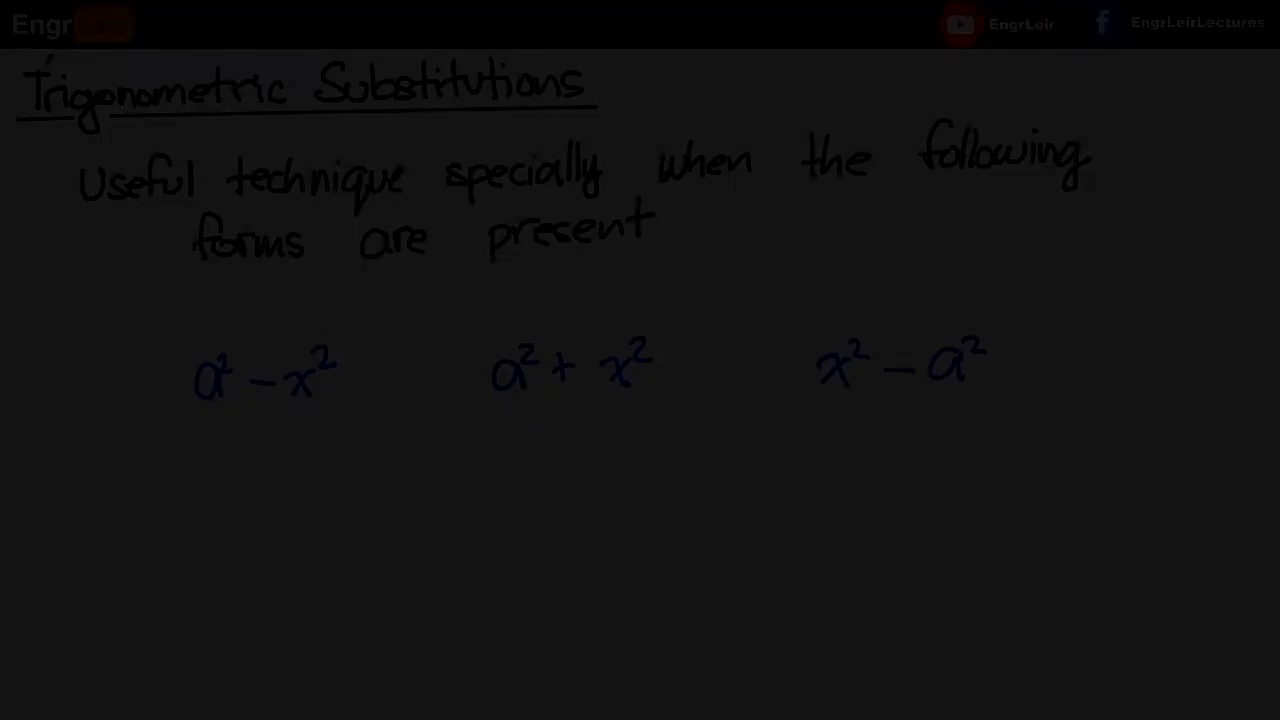 EngrLeir
EngrLeir
EngrLeirLectures
Trigonometric Substitutions
Useful technique specially when the following
forms are present
a² − x² a² + x² x² − a²